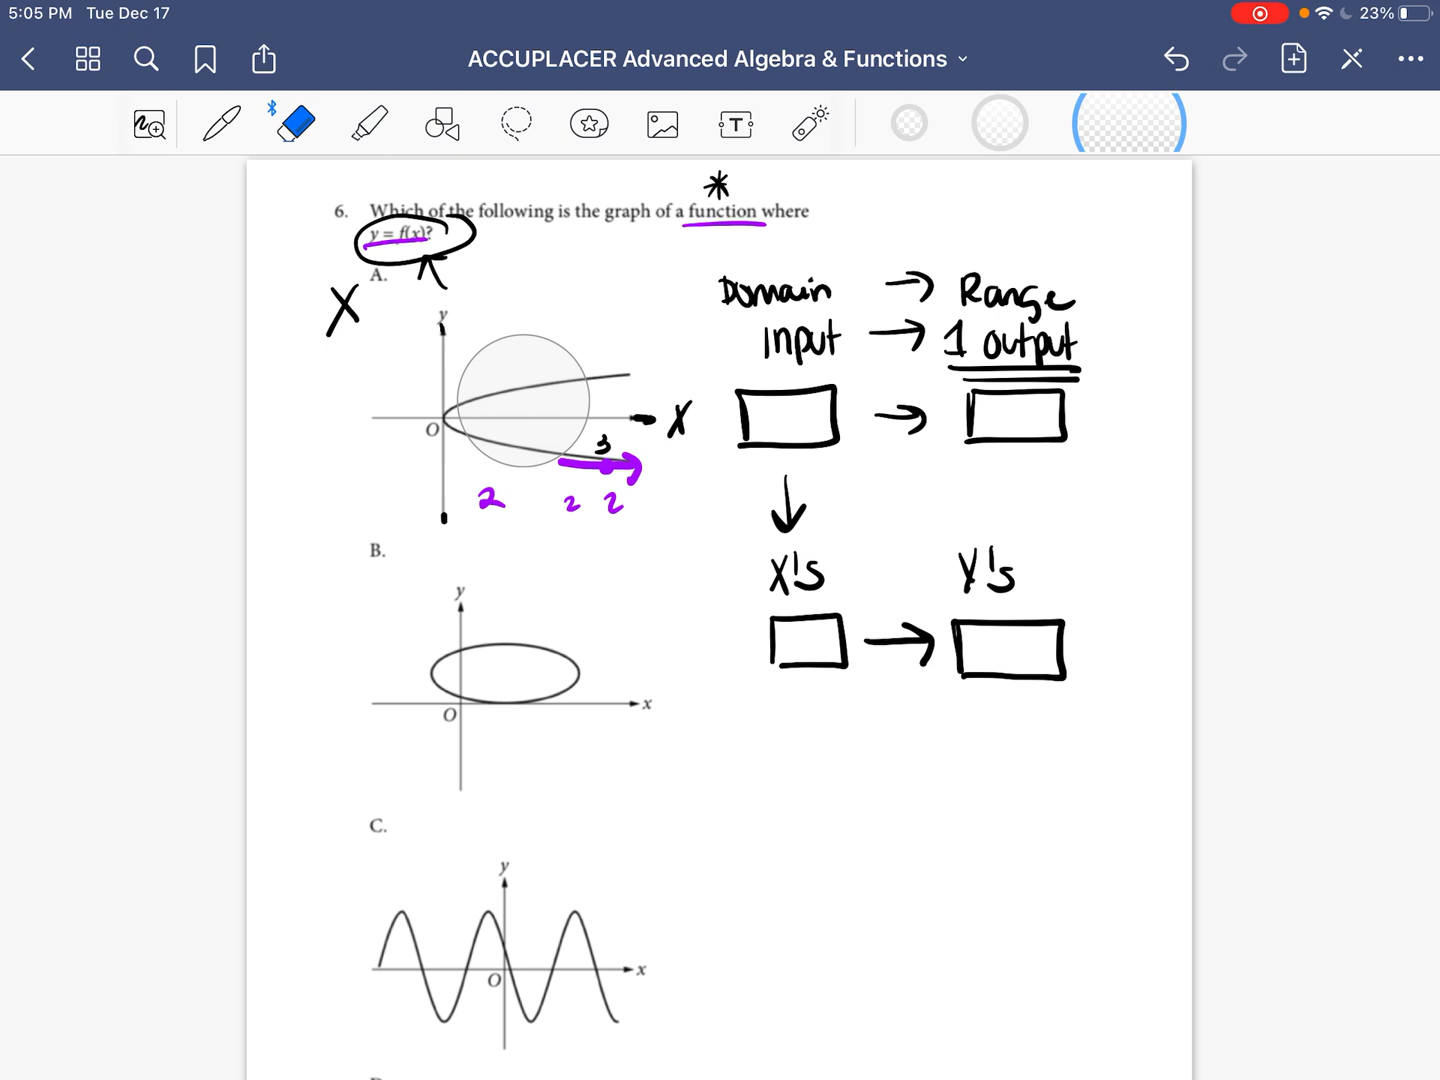 5:05 PM Tue Dec 17
23%
ACCUPLACER Advanced Algebra & Functions
T
*
6. Which of the following is the graph of a function where
y = f(x)?
A.
X
y
O
X
3
2 2 2
Domain → Range
Input → 1 output
X's Y's
B.
y
O
x
C.
y
O
x